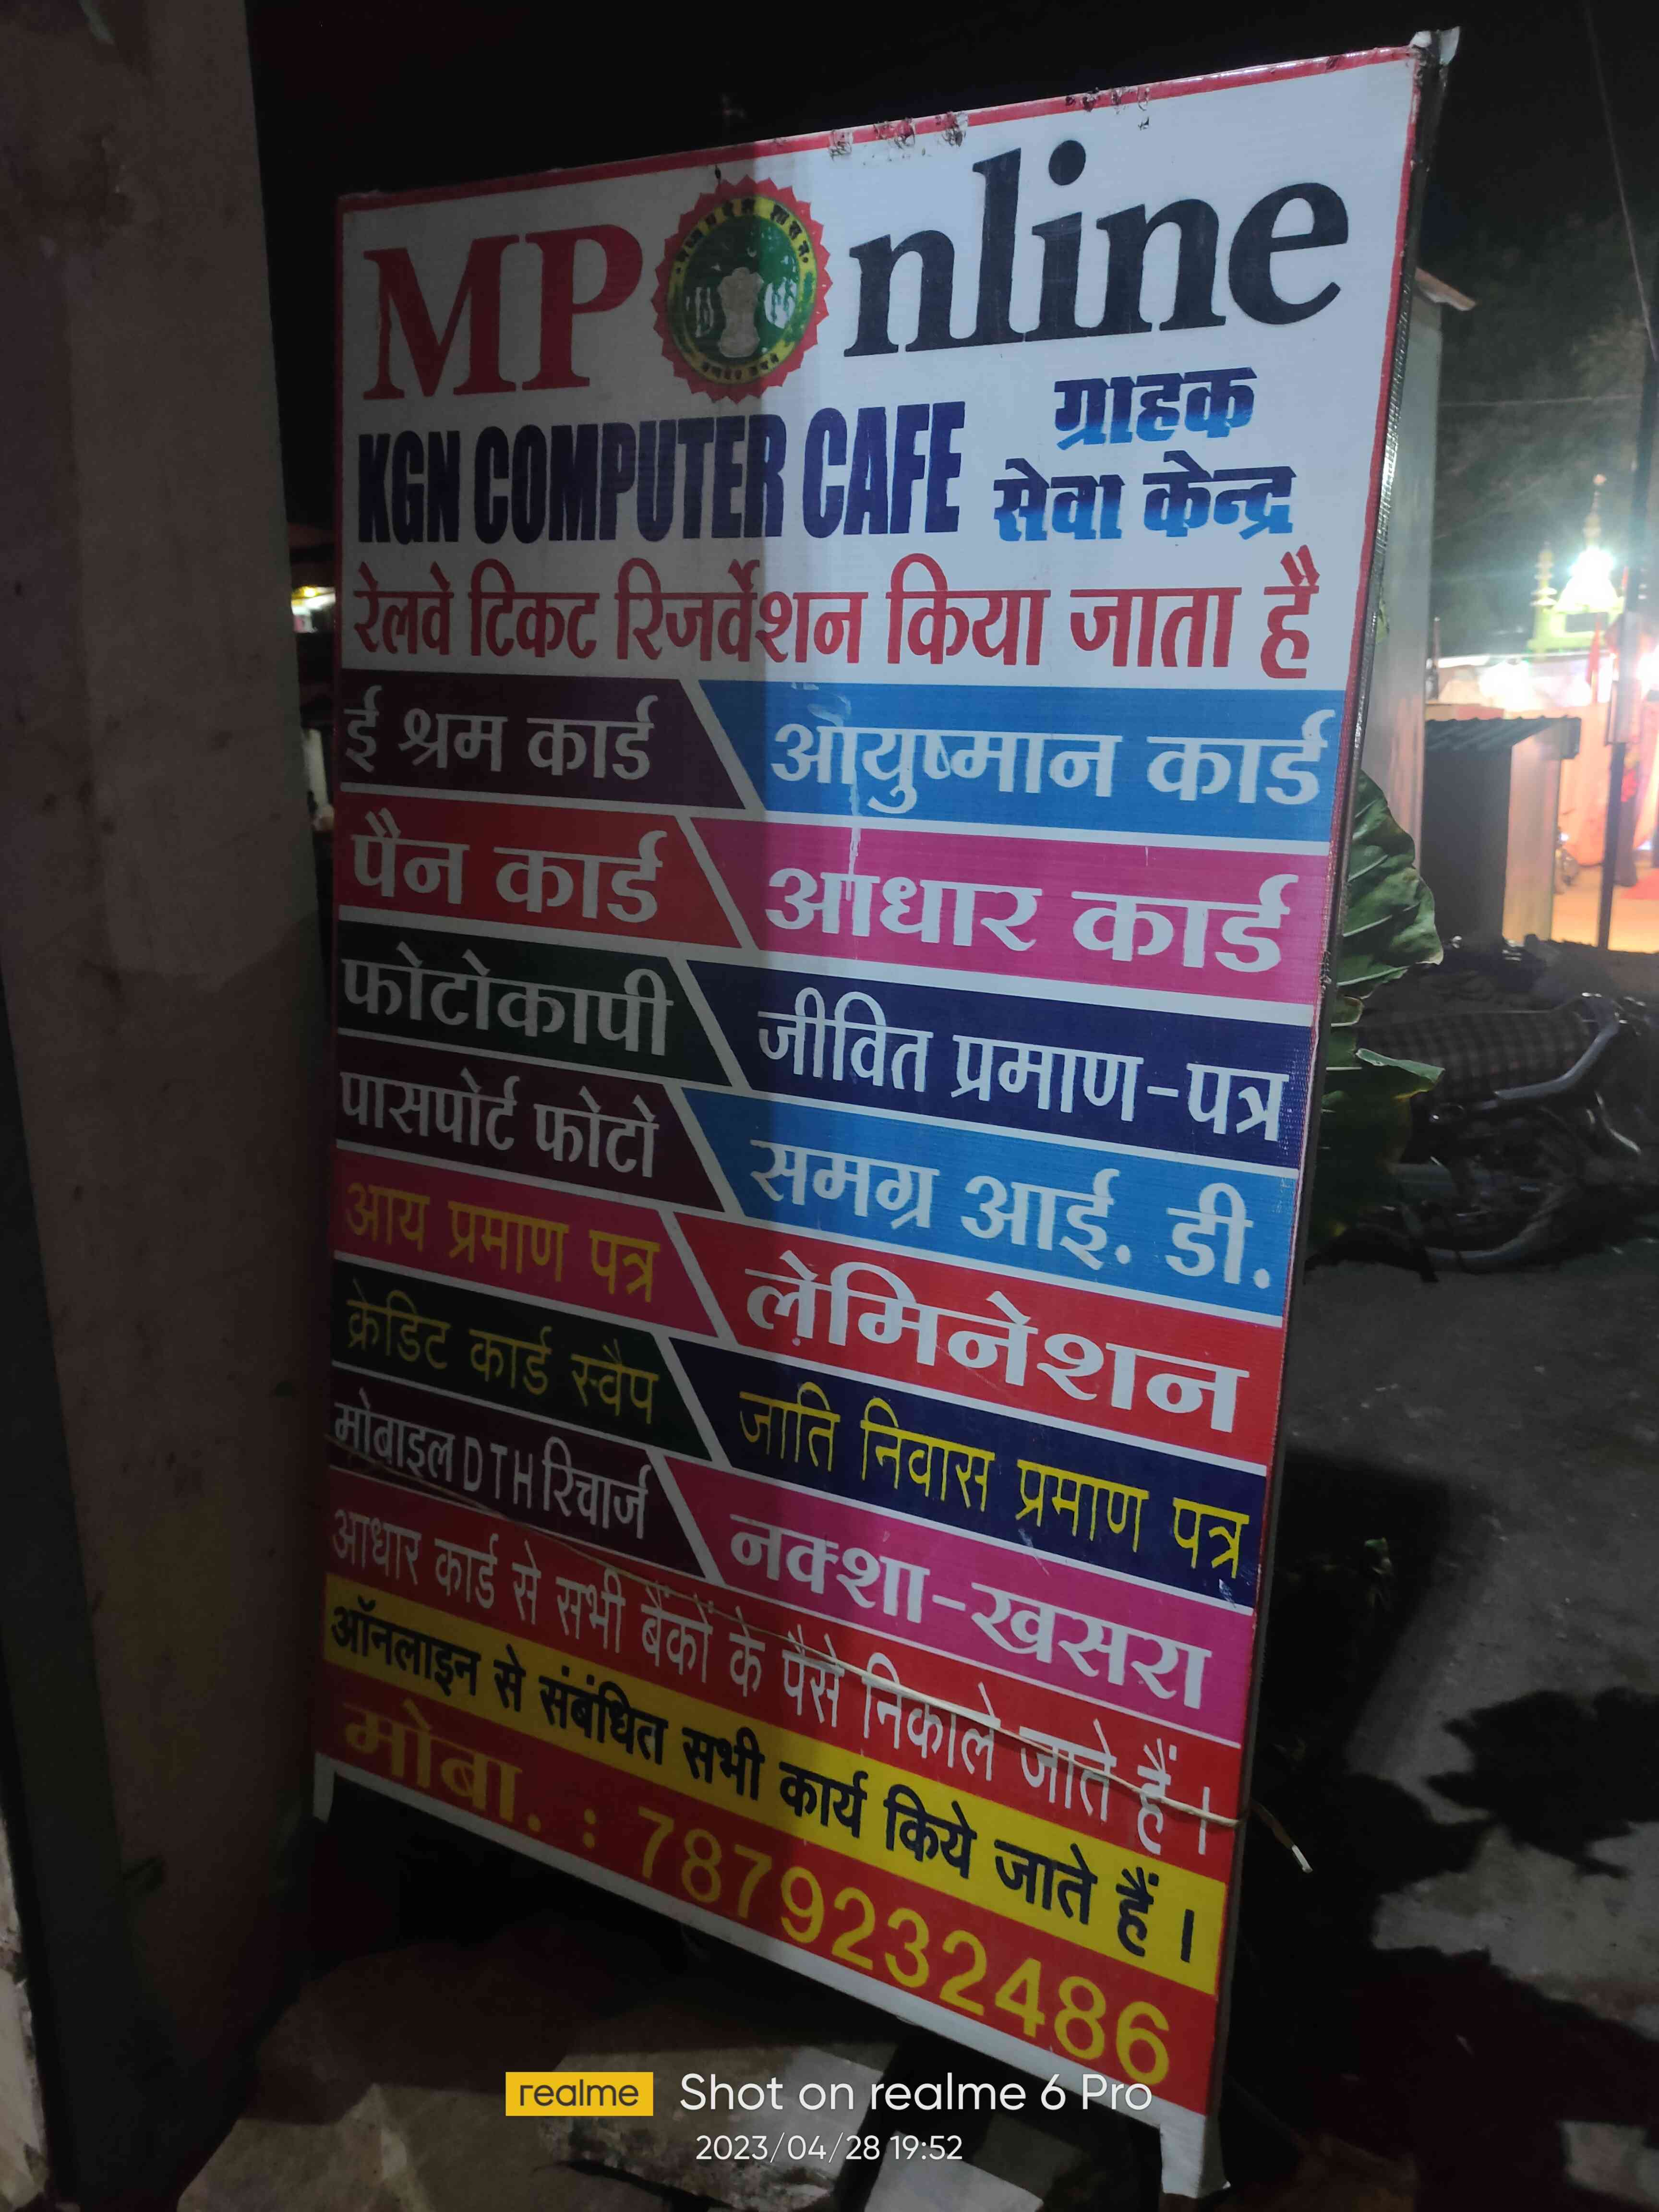 MPOnline
KGN COMPUTER CAFE ग्राहक सेवा केन्द्र
रेलवे टिकट रिजर्वेशन किया जाता है
ई श्रम कार्ड आयुष्मान कार्ड
पैन कार्ड आधार कार्ड
फोटोकापी जीवित प्रमाण-पत्र
पासपोर्ट फोटो समग्र आई. डी.
आय प्रमाण पत्र लेमिनेशन
क्रेडिट कार्ड स्वैप जाति निवास प्रमाण पत्र
मोबाइल DTH रिचार्ज नक्शा-खसरा
आधार कार्ड से सभी बैंकों के पैसे निकाले जाते हैं।
ऑनलाइन से संबंधित सभी कार्य किये जाते हैं।
मोबा. : 7879232486
realme Shot on realme 6 Pro
2023/04/28 19:52